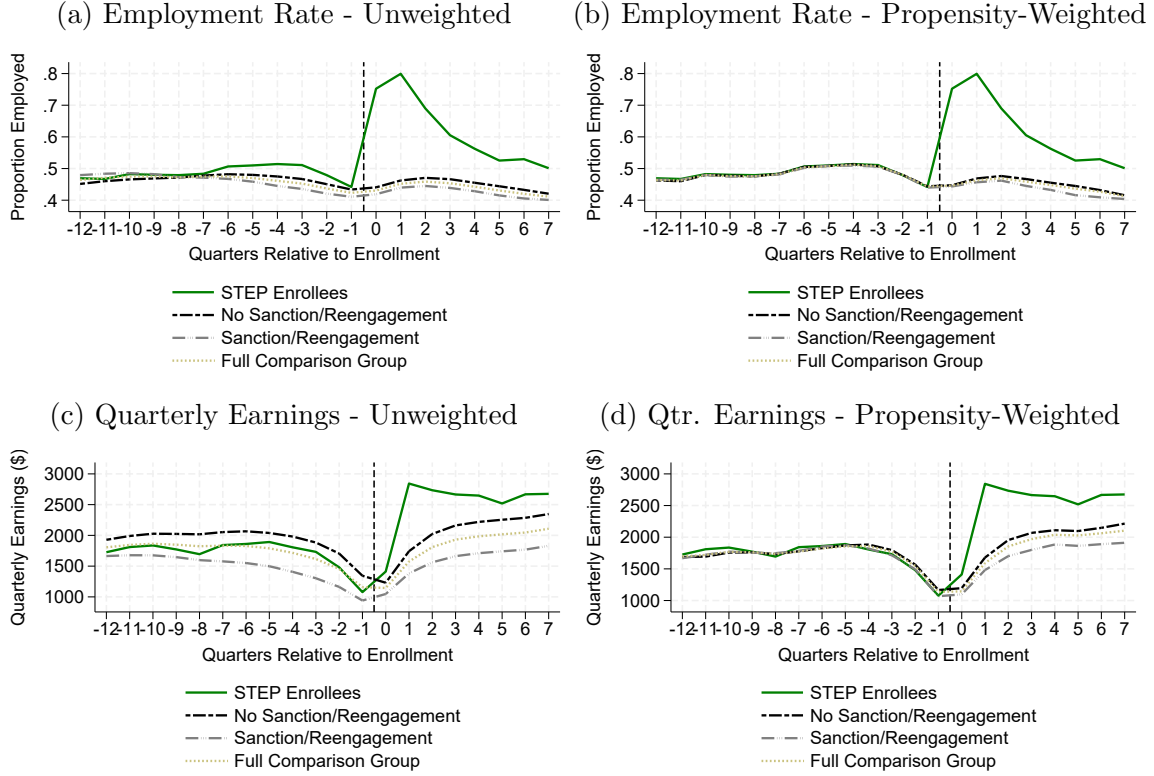 (a) Employment Rate - Unweighted
Proportion Employed
.8
.7
.6
.5
.4
-12 -11 -10 -9 -8 -7 -6 -5 -4 -3 -2 -1 0 1 2 3 4 5 6 7
Quarters Relative to Enrollment
STEP Enrollees
No Sanction/Reengagement
Sanction/Reengagement
Full Comparison Group
(b) Employment Rate - Propensity-Weighted
Proportion Employed
.8
.7
.6
.5
.4
-12 -11 -10 -9 -8 -7 -6 -5 -4 -3 -2 -1 0 1 2 3 4 5 6 7
Quarters Relative to Enrollment
STEP Enrollees
No Sanction/Reengagement
Sanction/Reengagement
Full Comparison Group
(c) Quarterly Earnings - Unweighted
Quarterly Earnings ($)
3000
2500
2000
1500
1000
-12 -11 -10 -9 -8 -7 -6 -5 -4 -3 -2 -1 0 1 2 3 4 5 6 7
Quarters Relative to Enrollment
STEP Enrollees
No Sanction/Reengagement
Sanction/Reengagement
Full Comparison Group
(d) Qtr. Earnings - Propensity-Weighted
Quarterly Earnings ($)
3000
2500
2000
1500
1000
-12 -11 -10 -9 -8 -7 -6 -5 -4 -3 -2 -1 0 1 2 3 4 5 6 7
Quarters Relative to Enrollment
STEP Enrollees
No Sanction/Reengagement
Sanction/Reengagement
Full Comparison Group